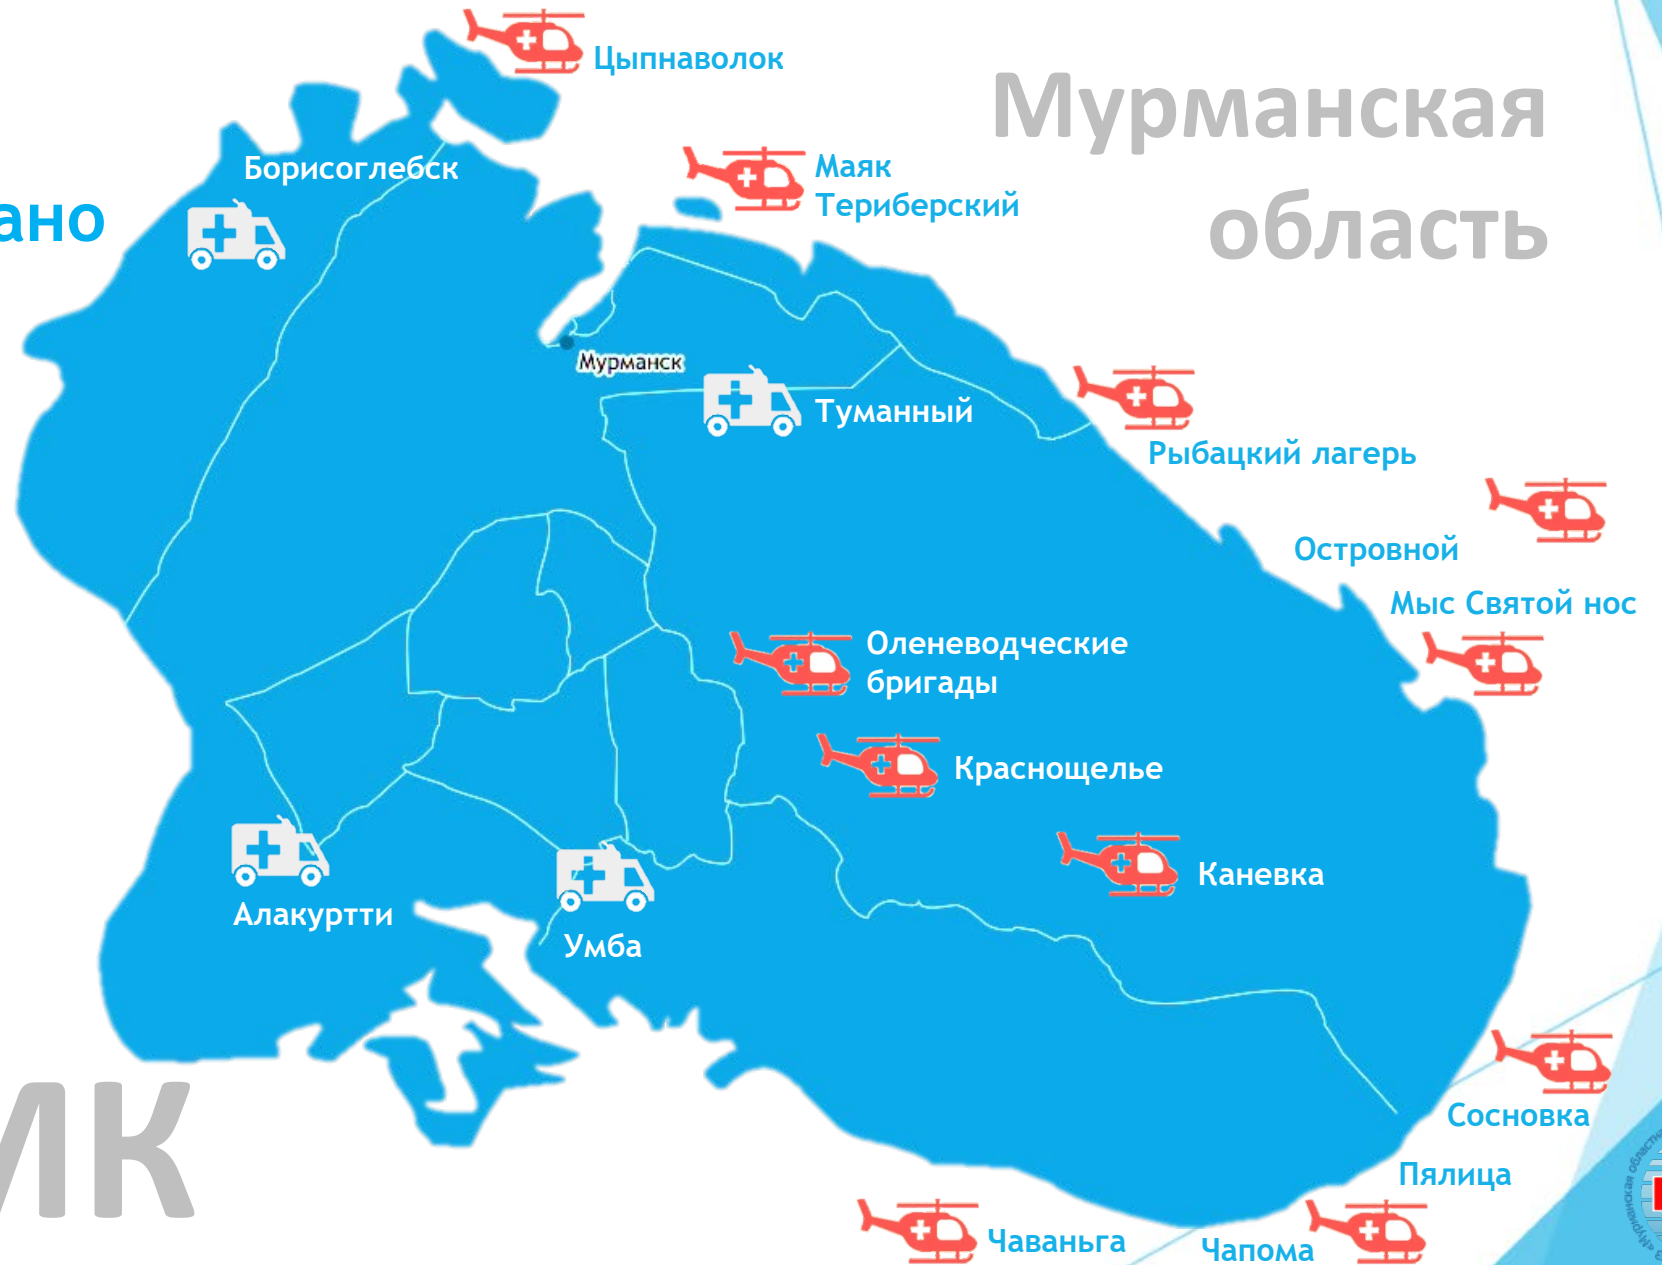 Цыпнаволок
Мурманская
область
Борисоглебск
Маяк
Териберский
ано
Мурманск
Туманный
Рыбацкий лагерь
Островной
Мыс Святой нос
Оленеводческие
бригады
Краснощелье
Каневка
Алакуртти
Умба
МК
Сосновка
Пялица
Чаваньга
Чапома